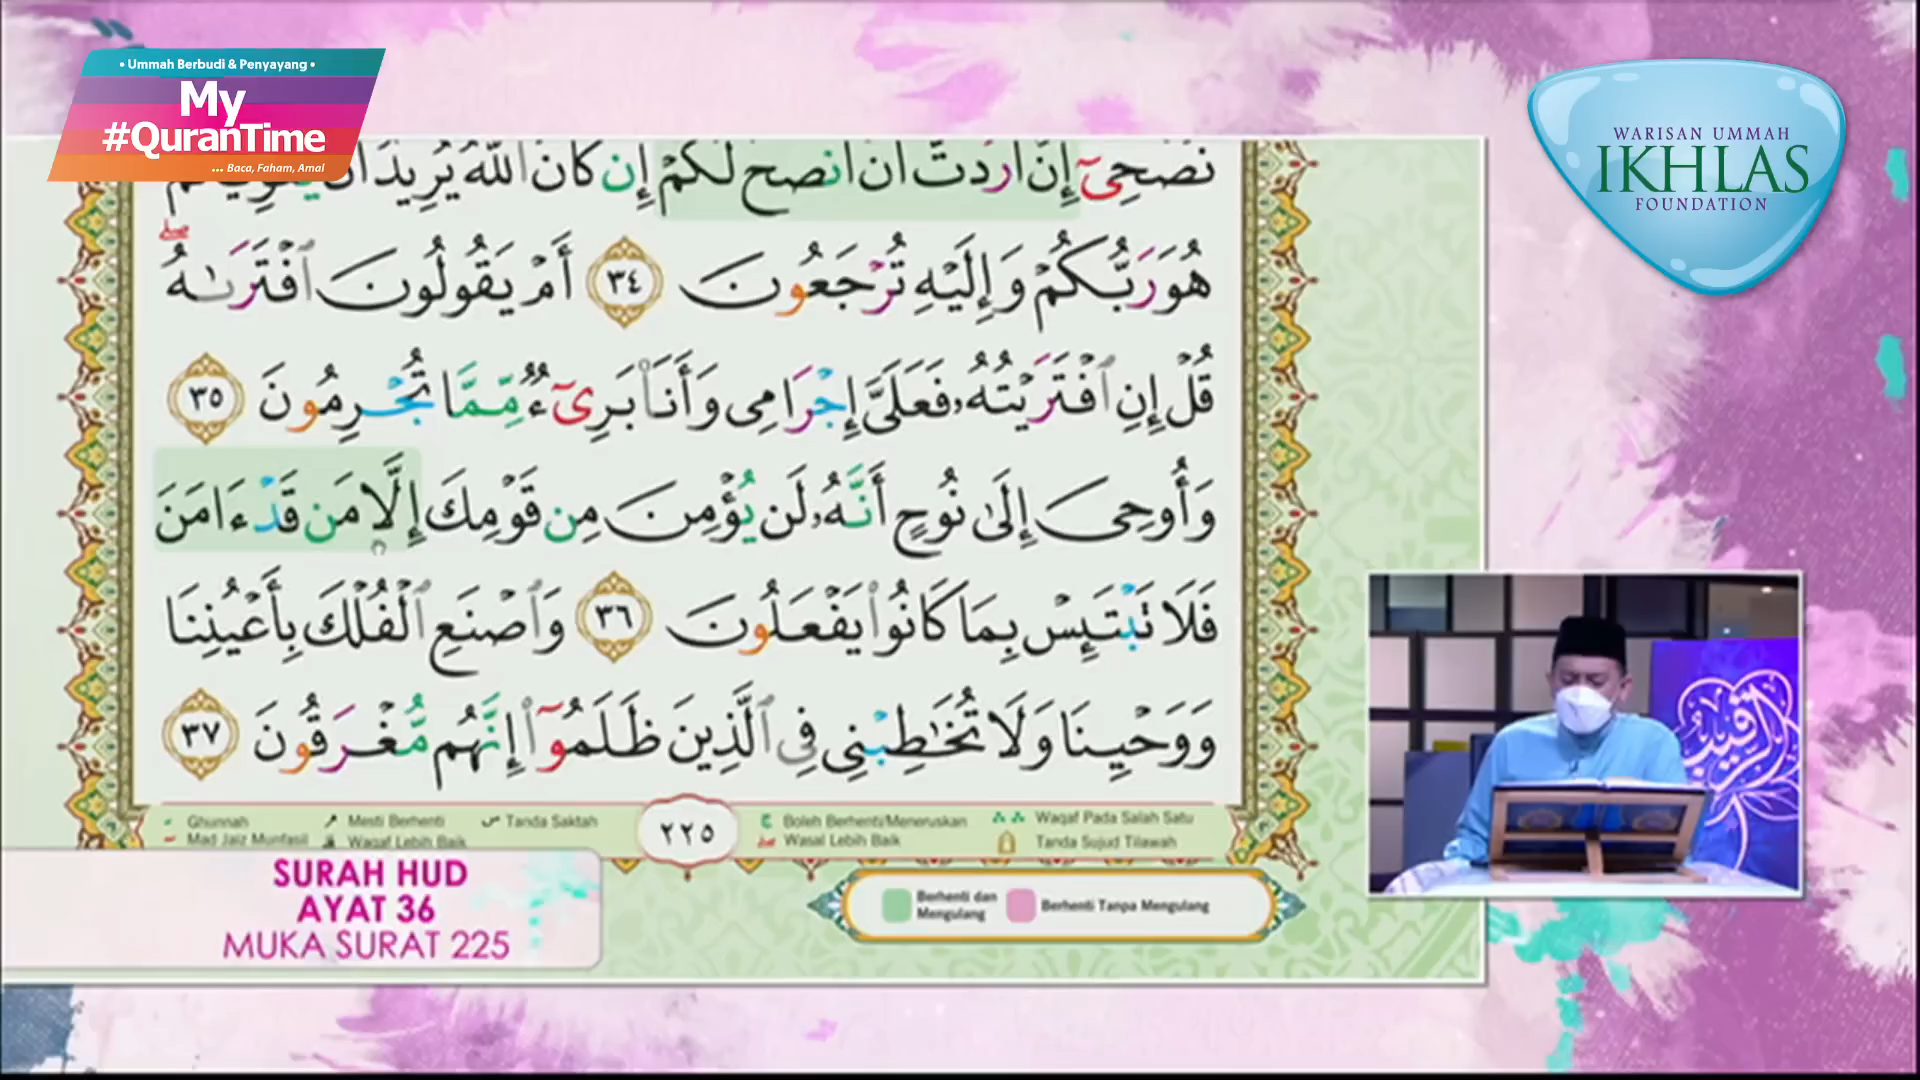 • Ummah Berbudi & Penyayang •
My
#QuranTime
... Baca, Faham, Amal
WARISAN UMMAH
IKHLAS
FOUNDATION
نُصۡحِيٓ إِنۡ أَرَدتُّ أَنۡ أَنصَحَ لَكُمۡ إِن كَانَ ٱللَّهُ يُرِيدُ أَن
هُوَ رَبُّكُمۡ وَإِلَيۡهِ تُرۡجَعُونَ ٣٤ أَمۡ يَقُولُونَ ٱفۡتَرَىٰهُۖ
قُلۡ إِنِ ٱفۡتَرَيۡتُهُۥ فَعَلَيَّ إِجۡرَامِي وَأَنَا۠ بَرِيٓءٞ مِّمَّا تُجۡرِمُونَ ٣٥
وَأُوحِيَ إِلَىٰ نُوحٍ أَنَّهُۥ لَن يُؤۡمِنَ مِن قَوۡمِكَ إِلَّا مَن قَدۡ ءَامَنَ
فَلَا تَبۡتَئِسۡ بِمَا كَانُواْ يَفۡعَلُونَ ٣٦ وَٱصۡنَعِ ٱلۡفُلۡكَ بِأَعۡيُنِنَا
وَوَحۡيِنَا وَلَا تُخَٰطِبۡنِي فِي ٱلَّذِينَ ظَلَمُوٓاْ إِنَّهُم مُّغۡرَقُونَ ٣٧
Ghunnah
Mesti Berhenti
Tanda Saktah
Boleh Berhenti/Meneruskan
Waqaf Pada Salah Satu
Mad Jaiz Munfasil
Waqaf Lebih Baik
٢٢٥
Wasal Lebih Baik
Tanda Sujud Tilawah
SURAH HUD
AYAT 36
MUKA SURAT 225
Berhenti dan
Mengulang
Berhenti Tanpa Mengulang